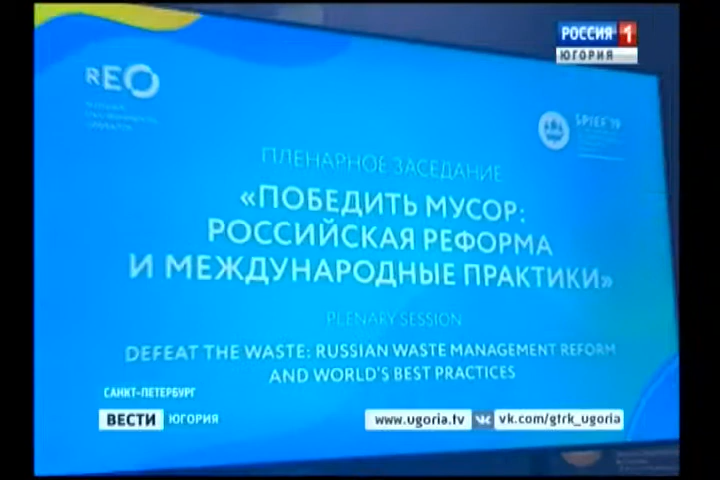 РОССИЯ 1
ЮГОРИЯ
REO
SPIEF'19
ПЛЕНАРНОЕ ЗАСЕДАНИЕ
«ПОБЕДИТЬ МУСОР:
РОССИЙСКАЯ РЕФОРМА
И МЕЖДУНАРОДНЫЕ ПРАКТИКИ»
PLENARY SESSION
DEFEAT THE WASTE: RUSSIAN WASTE MANAGEMENT REFORM
AND WORLD'S BEST PRACTICES
САНКТ-ПЕТЕРБУРГ
ВЕСТИ ЮГОРИЯ
www.ugoria.tv vk.com/gtrk_ugoria